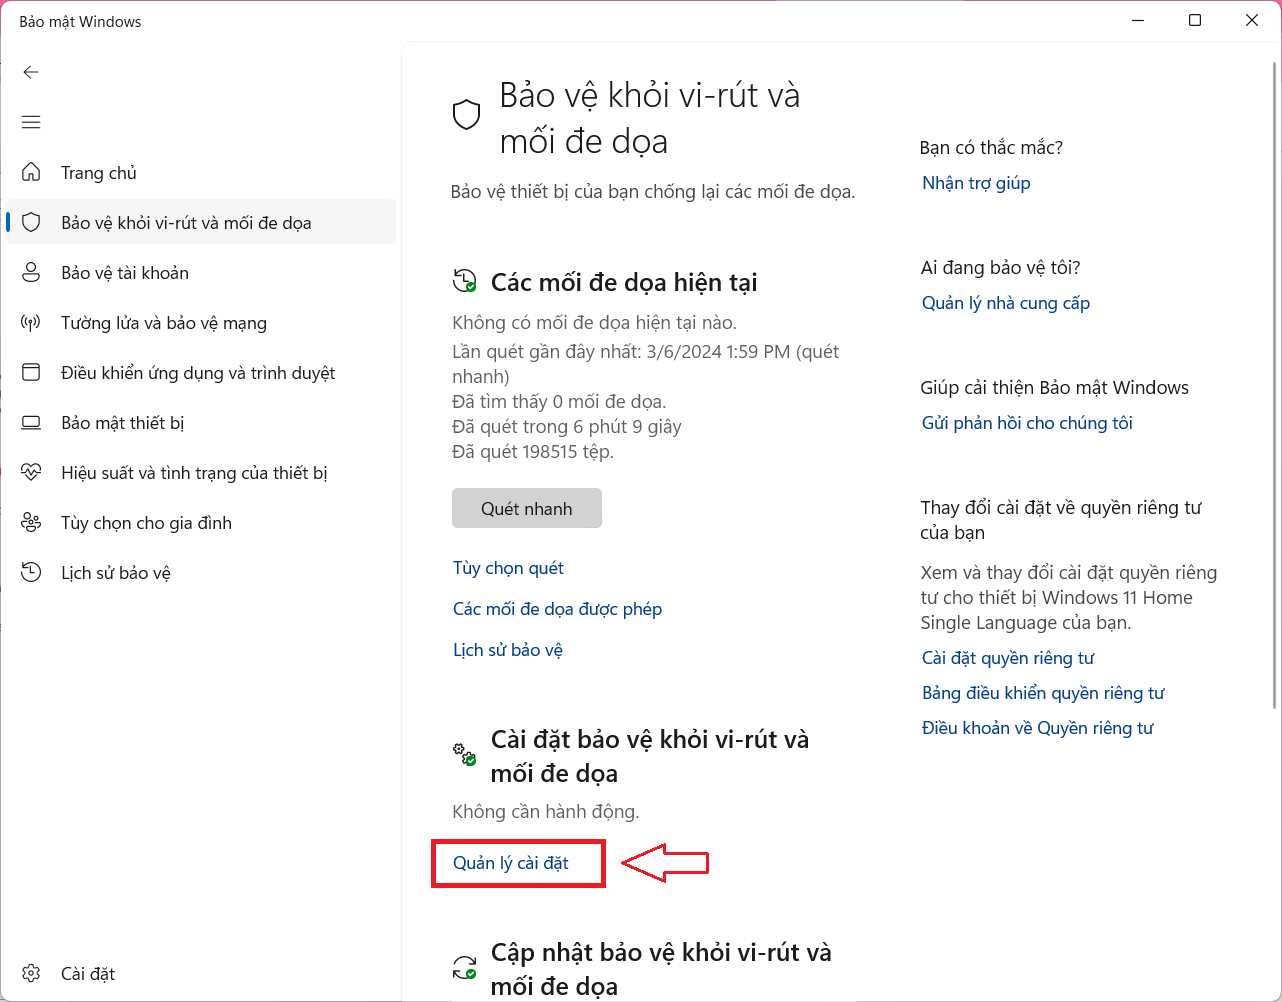 Bảo mật Windows
Trang chủ
Bảo vệ khỏi vi-rút và mối đe dọa
Bảo vệ tài khoản
Tường lửa và bảo vệ mạng
Điều khiển ứng dụng và trình duyệt
Bảo mật thiết bị
Hiệu suất và tình trạng của thiết bị
Tùy chọn cho gia đình
Lịch sử bảo vệ
Cài đặt
Bảo vệ khỏi vi-rút và
mối đe dọa
Bảo vệ thiết bị của bạn chống lại các mối đe dọa.
Các mối đe dọa hiện tại
Không có mối đe dọa hiện tại nào.
Lần quét gần đây nhất: 3/6/2024 1:59 PM (quét
nhanh)
Đã tìm thấy 0 mối đe dọa.
Đã quét trong 6 phút 9 giây
Đã quét 198515 tệp.
Quét nhanh
Tùy chọn quét
Các mối đe dọa được phép
Lịch sử bảo vệ
Cài đặt bảo vệ khỏi vi-rút và
mối đe dọa
Không cần hành động.
Quản lý cài đặt
Cập nhật bảo vệ khỏi vi-rút và
mối đe dọa
Bạn có thắc mắc?
Nhận trợ giúp
Ai đang bảo vệ tôi?
Quản lý nhà cung cấp
Giúp cải thiện Bảo mật Windows
Gửi phản hồi cho chúng tôi
Thay đổi cài đặt về quyền riêng tư
của bạn
Xem và thay đổi cài đặt quyền riêng
tư cho thiết bị Windows 11 Home
Single Language của bạn.
Cài đặt quyền riêng tư
Bảng điều khiển quyền riêng tư
Điều khoản về Quyền riêng tư